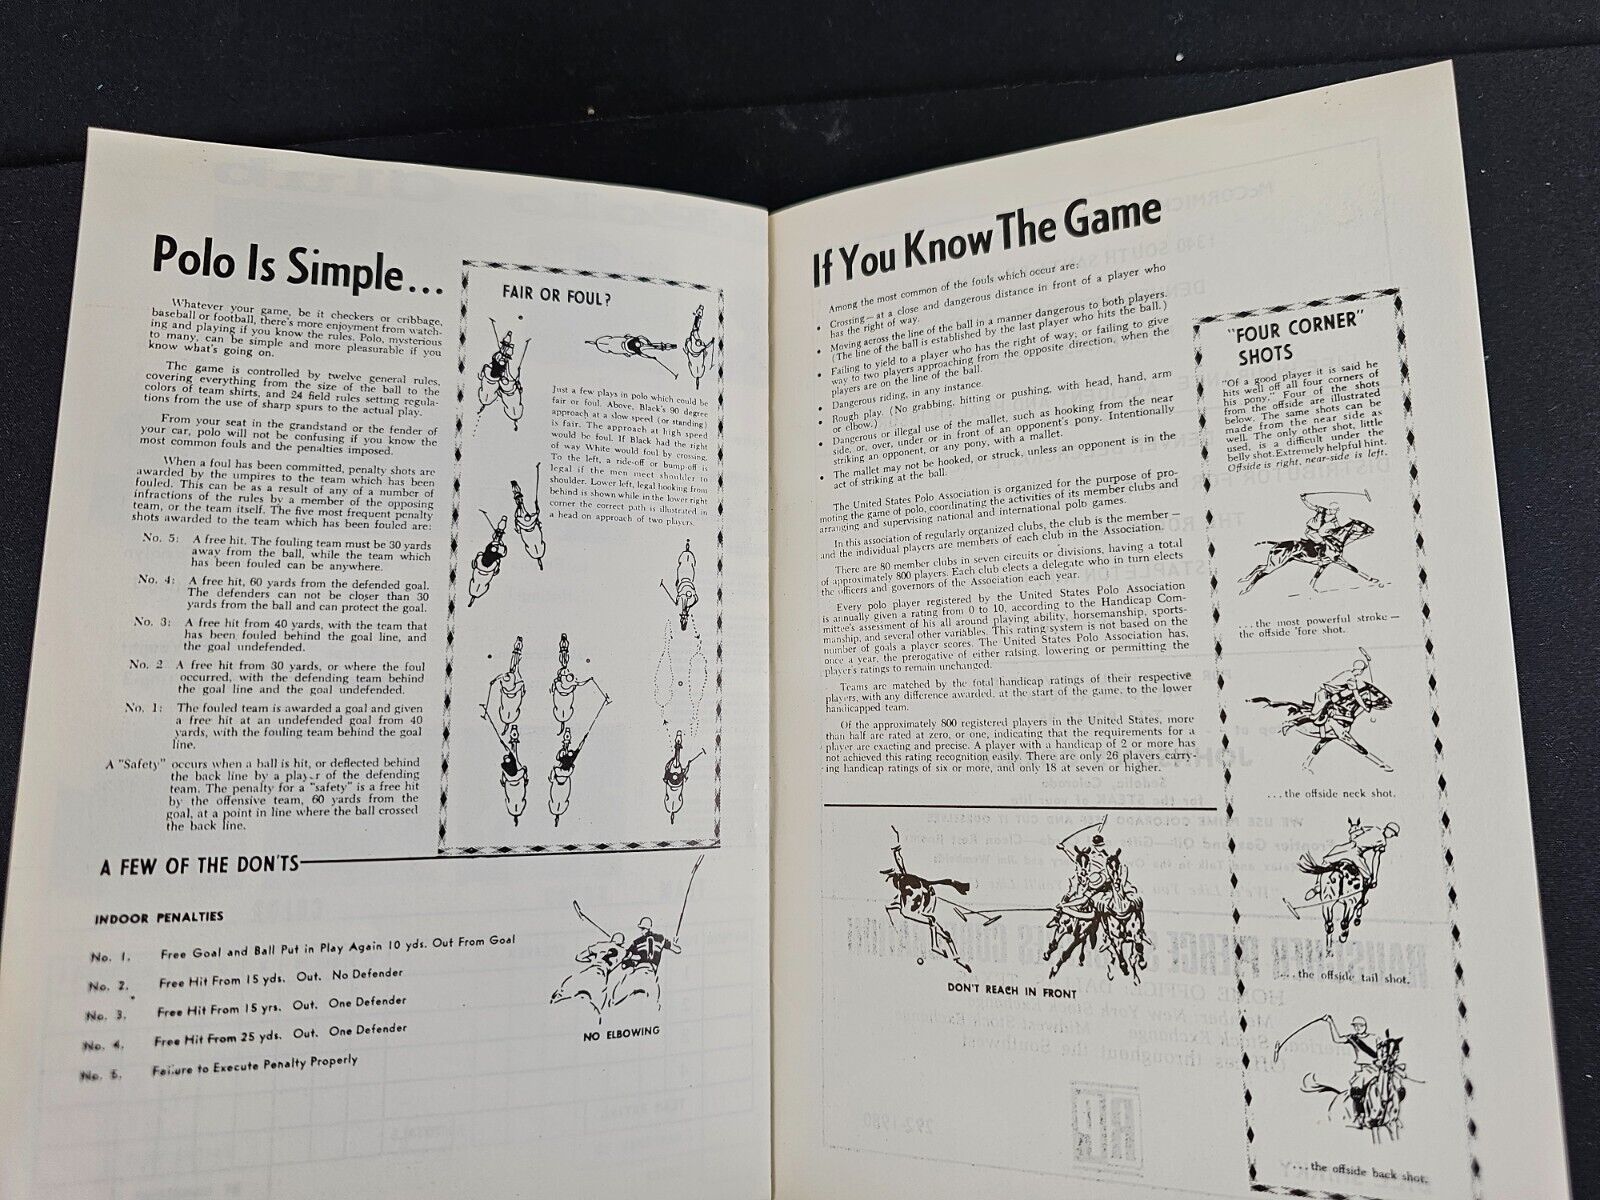 Polo Is Simple...
Whatever your game, be it checkers or cribbage,
baseball or football, there's more enjoyment from watch-
ing and playing if you know the rules. Polo, mysterious
to many, can be simple and more pleasurable if you
know what's going on.
The game is controlled by twelve general rules,
covering everything from the size of the ball to the
colors of team shirts, and 24 field rules setting regula-
tions from the use of sharp spurs to the actual play.
From your seat in the grandstand or the fender of
your car, polo will not be confusing if you know the
most common fouls and the penalties imposed.
When a foul has been committed, penalty shots are
awarded by the umpires to the team which has been
fouled. This can be as a result of any of a number of
infractions of the rules by a member of the opposing
team, or the team itself. The five most frequent penalty
shots awarded to the team which has been fouled are:
No. 5: A free hit. The fouling team must be 30 yards
away from the ball, while the team which
has been fouled can be anywhere.
No. 4: A free hit, 60 yards from the defended goal.
The defenders can not be closer than 30
yards from the ball and can protect the goal.
No. 3: A free hit from 40 yards, with the team that
has been fouled behind the goal line, and
the goal undefended.
No. 2 A free hit from 30 yards, or where the foul
occurred, with the defending team behind
the goal line and the goal undefended.
No. 1: The fouled team is awarded a goal and given
a free hit at an undefended goal from 40
yards, with the fouling team behind the goal
line.
A "Safety" occurs when a ball is hit, or deflected behind
the back line by a player of the defending
team. The penalty for a "safety" is a free hit
by the offensive team, 60 yards from the
goal, at a point in line where the ball crossed
the back line.
FAIR OR FOUL?
Just a few plays in polo which could be
fair or foul. Above, Black's 90 degree
approach at a slow speed (or standing)
is fair. The approach at high speed
would be foul. If Black had the right
of way White would foul by crossing.
To the left, a ride-off or bump-off is
legal if the men meet shoulder to
shoulder. Lower left, legal hooking from
behind is shown while in the lower right
corner the correct path is illustrated in
a head on approach of two players.
A FEW OF THE DON'TS
INDOOR PENALTIES
No. 1. Free Goal and Ball Put in Play Again 10 yds. Out From Goal
No. 2. Free Hit From 15 yds. Out. No Defender
No. 3. Free Hit From 15 yrs. Out. One Defender
No. 4. Free Hit From 25 yds. Out. One Defender
No. 5. Failure to Execute Penalty Properly
NO ELBOWING
If You Know The Game
Among the most common of the fouls which occur are:
• Crossing — at a close and dangerous distance in front of a player who
has the right of way.
• Moving across the line of the ball in a manner dangerous to both players.
(The line of the ball is established by the last player who hits the ball.)
• Failing to yield to a player who has the right of way; or failing to give
way to two players approaching from the opposite direction, when the
players are on the line of the ball.
• Dangerous riding, in any instance.
• Rough play. (No grabbing, hitting or pushing, with head, hand, arm
or elbow.)
• Dangerous or illegal use of the mallet, such as hooking from the near
side, or, over, under or in front of an opponent's pony. Intentionally
striking an opponent, or any pony, with a mallet.
• The mallet may not be hooked, or struck, unless an opponent is in the
act of striking at the ball.
The United States Polo Association is organized for the purpose of pro-
moting the game of polo, coordinating the activities of its member clubs and
arranging and supervising national and international polo games.
In this association of regularly organized clubs, the club is the member —
and the individual players are members of each club in the Association.
There are 80 member clubs in seven circuits or divisions, having a total
of approximately 800 players. Each club elects a delegate who in turn elects
the officers and governors of the Association each year.
Every polo player registered by the United States Polo Association
is annually given a rating from 0 to 10, according to the Handicap Com-
mittee's assessment of his all around playing ability, horsemanship, sports-
manship, and several other variables. This rating system is not based on the
number of goals a player scores. The United States Polo Association has,
once a year, the prerogative of either raising, lowering or permitting the
player's ratings to remain unchanged.
Teams are matched by the total handicap ratings of their respective
players, with any difference awarded, at the start of the game, to the lower
handicapped team.
Of the approximately 800 registered players in the United States, more
than half are rated at zero, or one, indicating that the requirements for a
player are exacting and precise. A player with a handicap of 2 or more has
not achieved this rating recognition easily. There are only 26 players carry-
ing handicap ratings of six or more, and only 18 at seven or higher.
DON'T REACH IN FRONT
"FOUR CORNER"
SHOTS
"Of a good player it is said he
hits well off all four corners of
his pony." Four of the shots
from the offside are illustrated
below. The same shots can be
made from the near side as
well. The only other shot, little
used, is a difficult under the
belly shot. Extremely helpful hint.
Offside is right, near-side is left.
...the most powerful stroke —
the offside 'fore shot.
...the offside neck shot.
...the offside tail shot.
...the offside back shot.